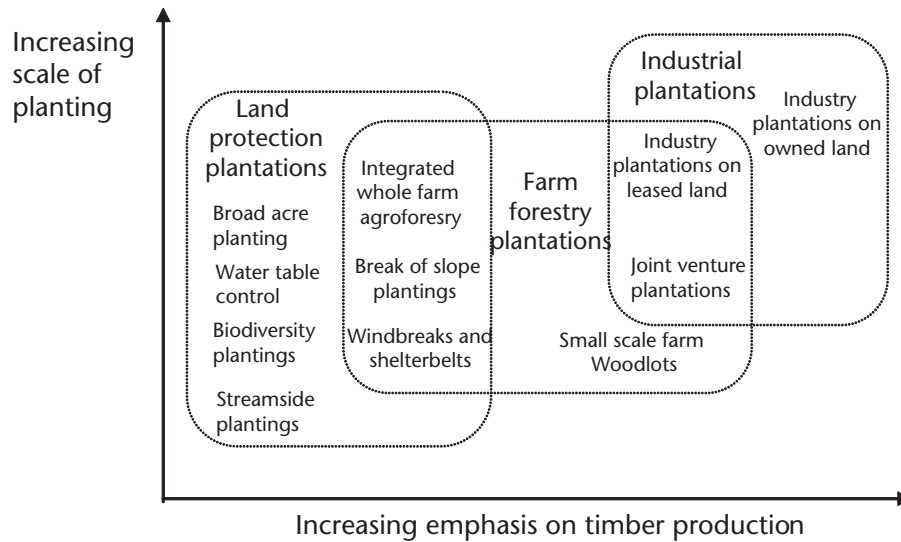 Increasing
scale of
planting
Land
protection
plantations
Broad acre
planting
Water table
control
Biodiversity
plantings
Streamside
plantings
Integrated
whole farm
agroforesry
Break of slope
plantings
Windbreaks and
shelterbelts
Farm
forestry
plantations
Small scale farm
Woodlots
Industrial
plantations
Industry
plantations on
leased land
Joint venture
plantations
Industry
plantations on
owned land
Increasing emphasis on timber production